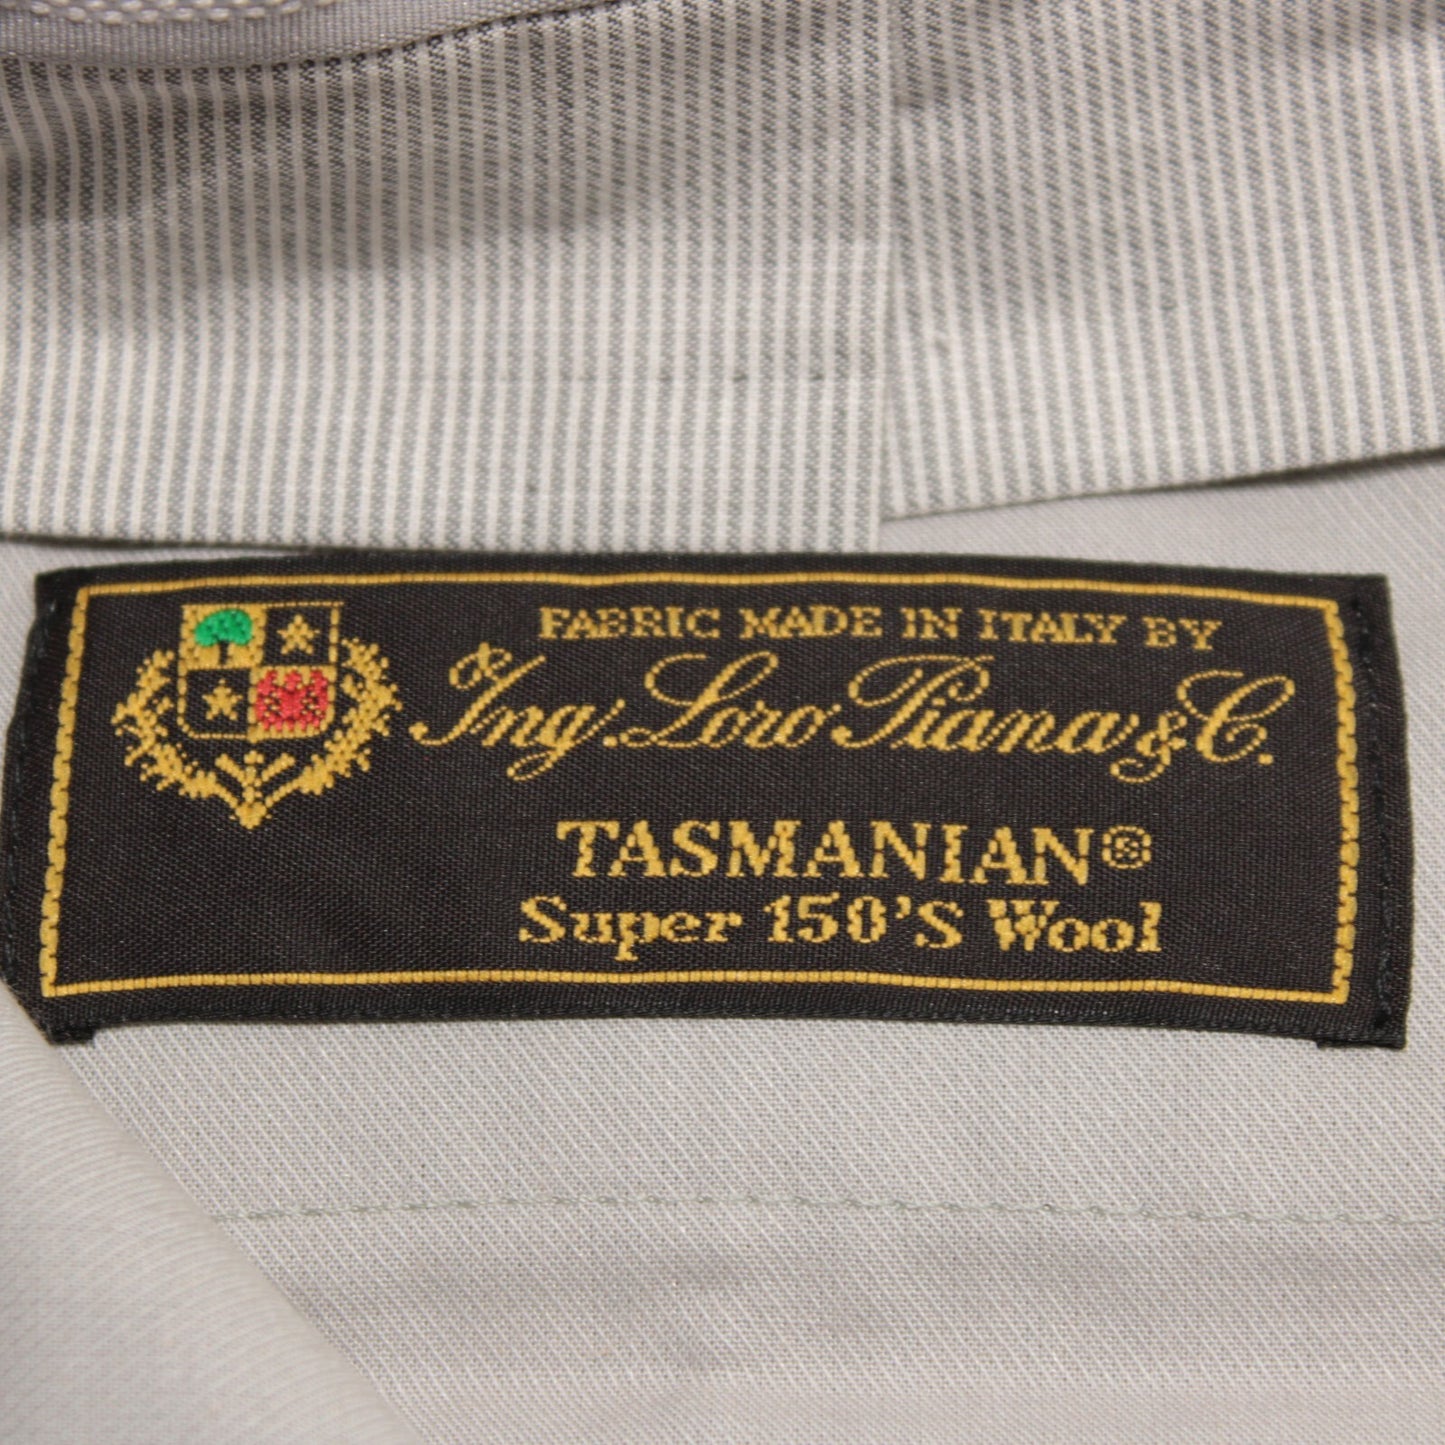 FABRIC MADE IN ITALY BY
Ing. Loro Piana & C.
TASMANIAN®
Super 150'S Wool